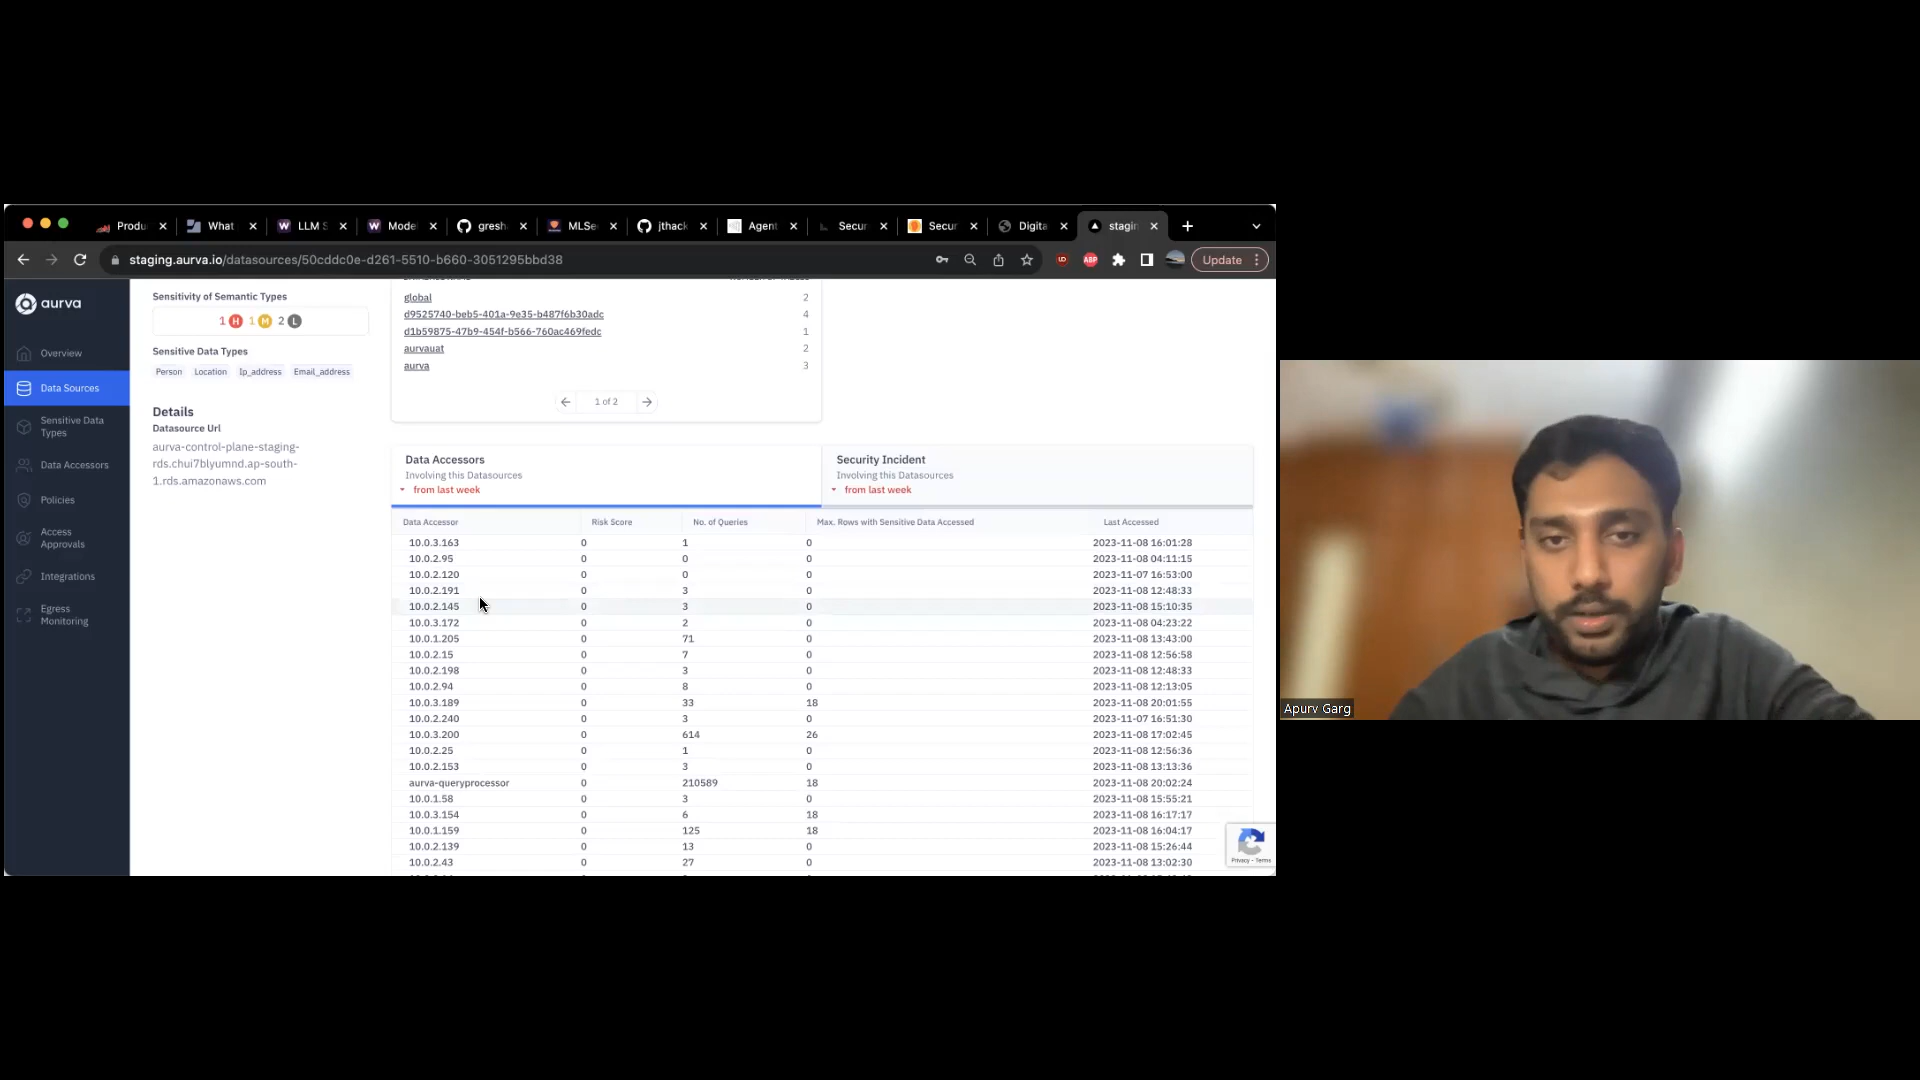 Produ
What
LLM S
Mode
gresh
MLSe
jthack
Agent
Secur
Secur
Digita
stagin
staging.aurva.io/datasources/50cddc0e-d261-5510-b660-3051295bbd38
UD
ABP
Update
aurva
Overview
Data Sources
Sensitive Data
Types
Data Accessors
Policies
Access
Approvals
Integrations
Egress
Monitoring
Sensitivity of Semantic Types
1 H 1 M 2 L
Sensitive Data Types
Person Location Ip_address Email_address
Details
Datasource Url
aurva-control-plane-staging-
rds.chui7blyumnd.ap-south-
1.rds.amazonaws.com
global 2
d9525740-beb5-401a-9e35-b487f6b30adc 4
d1b59875-47b9-454f-b566-760ac469fedc 1
aurvauat 2
aurva 3
1 of 2
Data Accessors
Involving this Datasources
from last week
Security Incident
Involving this Datasources
from last week
Data Accessor Risk Score No. of Queries Max. Rows with Sensitive Data Accessed Last Accessed
10.0.3.163 0 1 0 2023-11-08 16:01:28
10.0.2.95 0 0 0 2023-11-08 04:11:15
10.0.2.120 0 0 0 2023-11-07 16:53:00
10.0.2.191 0 3 0 2023-11-08 12:48:33
10.0.2.145 0 3 0 2023-11-08 15:10:35
10.0.3.172 0 2 0 2023-11-08 04:23:22
10.0.1.205 0 71 0 2023-11-08 13:43:00
10.0.2.15 0 7 0 2023-11-08 12:56:58
10.0.2.198 0 3 0 2023-11-08 12:48:33
10.0.2.94 0 8 0 2023-11-08 12:13:05
10.0.3.189 0 33 18 2023-11-08 20:01:55
10.0.2.240 0 3 0 2023-11-07 16:51:30
10.0.3.200 0 614 26 2023-11-08 17:02:45
10.0.2.25 0 1 0 2023-11-08 12:56:36
10.0.2.153 0 3 0 2023-11-08 13:13:36
aurva-queryprocessor 0 210589 18 2023-11-08 20:02:24
10.0.1.58 0 3 0 2023-11-08 15:55:21
10.0.3.154 0 6 18 2023-11-08 16:17:17
10.0.1.159 0 125 18 2023-11-08 16:04:17
10.0.2.139 0 13 0 2023-11-08 15:26:44
10.0.2.43 0 27 0 2023-11-08 13:02:30
Privacy - Terms
Apurv Garg